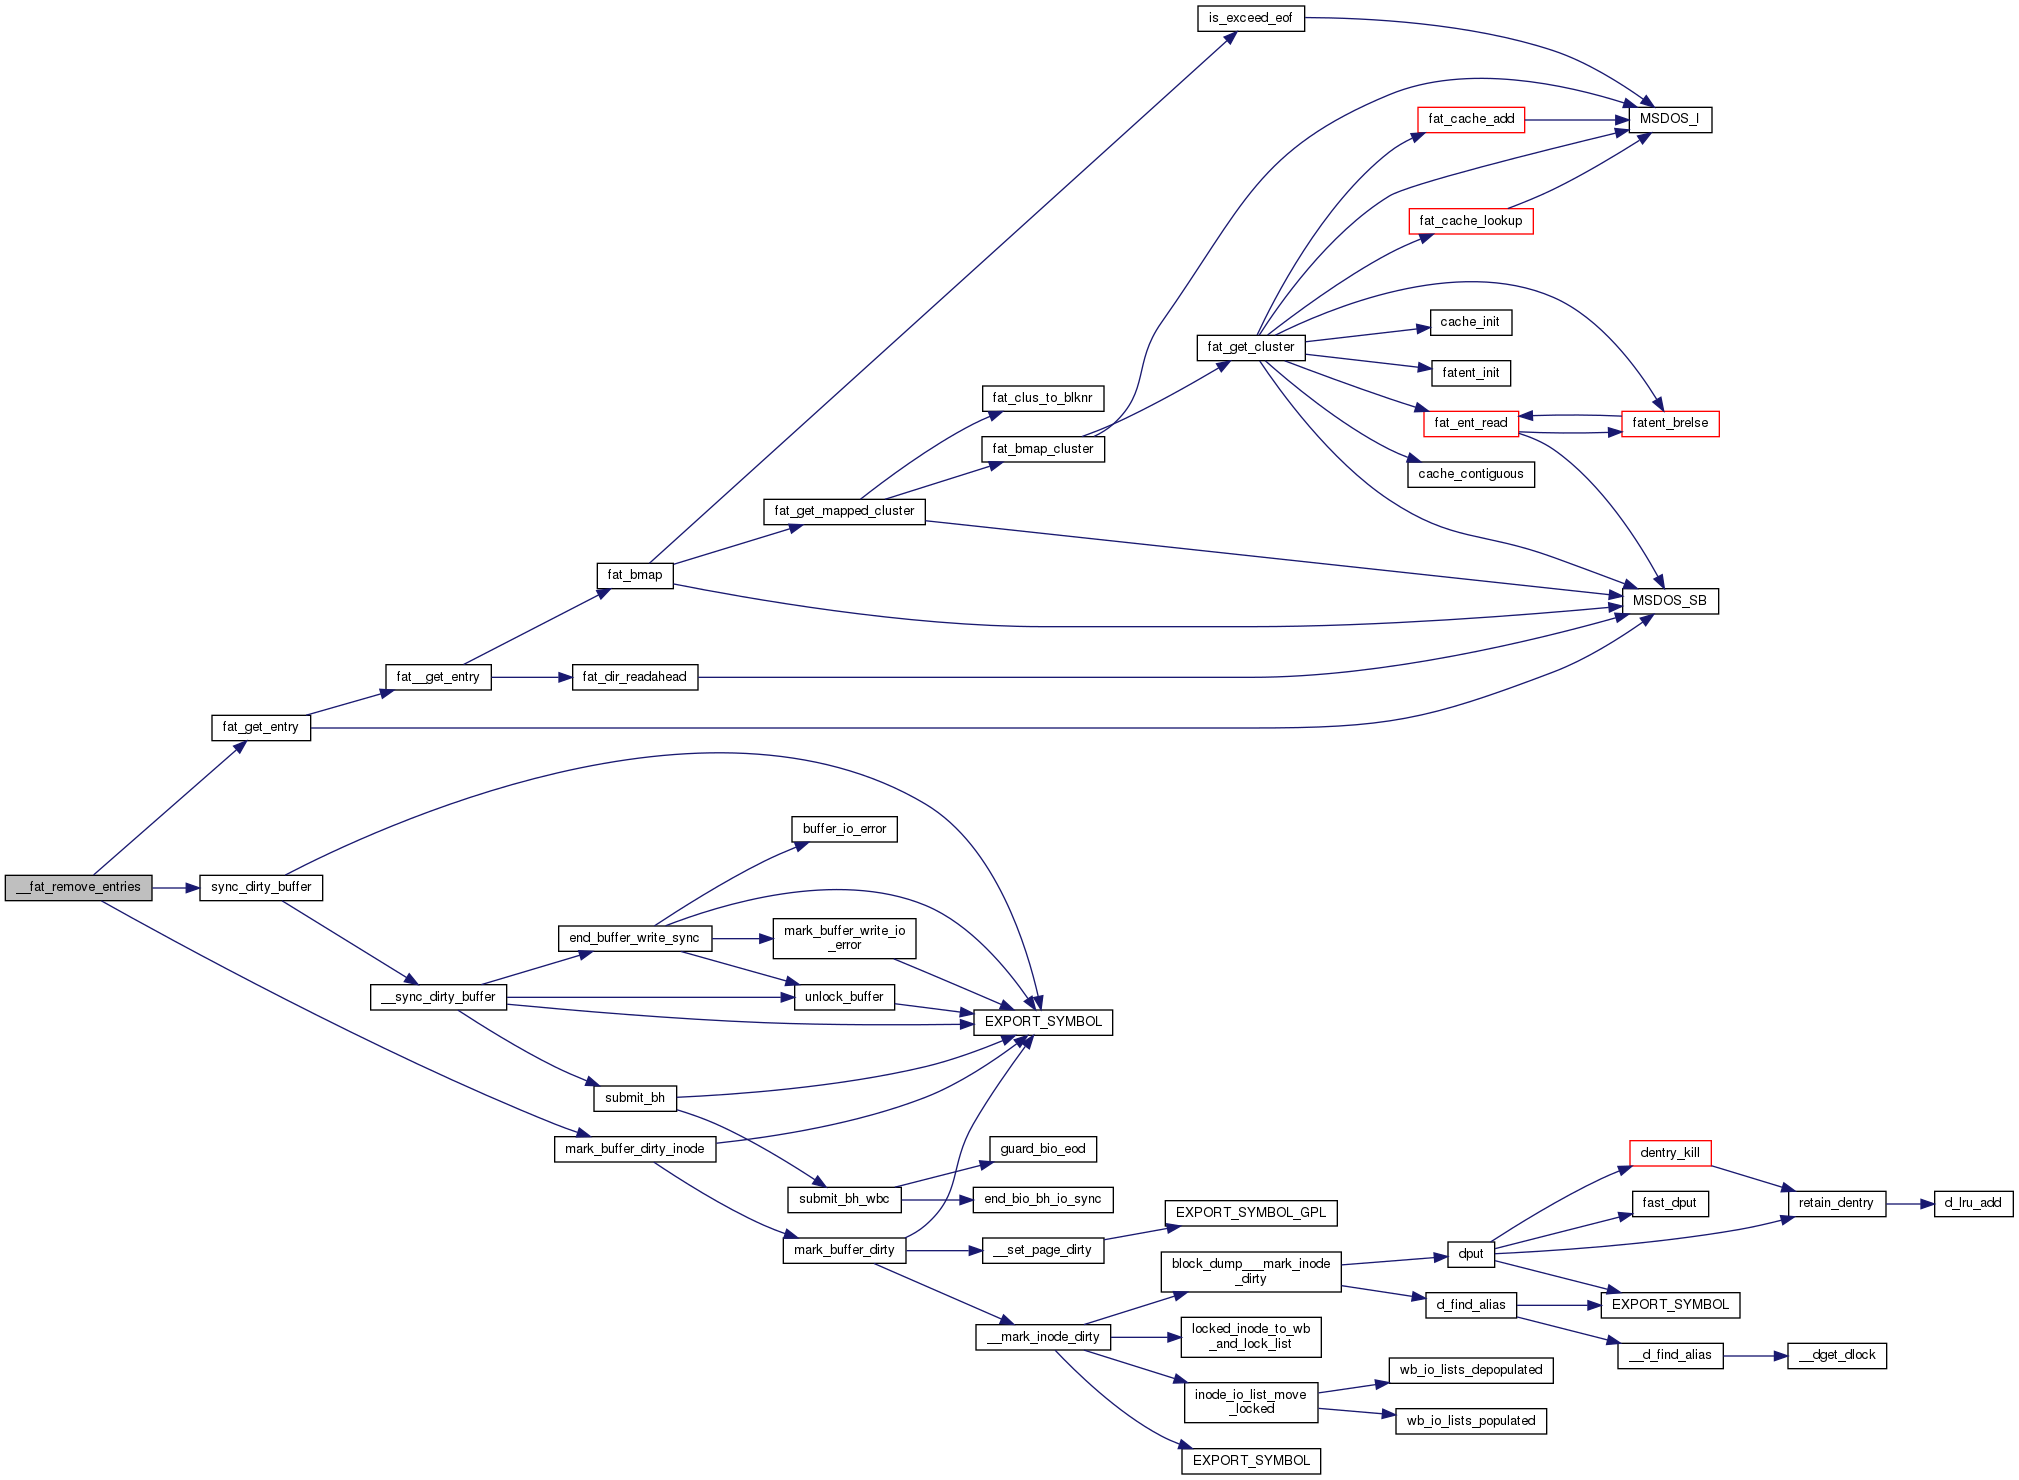 is_exceed_eof
fat_cache_add
MSDOS_I
fat_cache_lookup
cache_init
fat_get_cluster
fatent_init
fat_clus_to_blknr
fat_ent_read
fatent_brelse
fat_bmap_cluster
cache_contiguous
fat_get_mapped_cluster
fat_bmap
MSDOS_SB
fat__get_entry
fat_dir_readahead
fat_get_entry
buffer_io_error
__fat_remove_entries
sync_dirty_buffer
end_buffer_write_sync
mark_buffer_write_io
_error
__sync_dirty_buffer
unlock_buffer
EXPORT_SYMBOL
submit_bh
mark_buffer_dirty_inode
guard_bio_eod
dentry_kill
submit_bh_wbc
end_bio_bh_io_sync
fast_dput
retain_dentry
d_lru_add
EXPORT_SYMBOL_GPL
mark_buffer_dirty
__set_page_dirty
dput
block_dump___mark_inode
_dirty
d_find_alias
EXPORT_SYMBOL
__mark_inode_dirty
locked_inode_to_wb
_and_lock_list
__d_find_alias
__dget_dlock
wb_io_lists_depopulated
inode_io_list_move
_locked
wb_io_lists_populated
EXPORT_SYMBOL